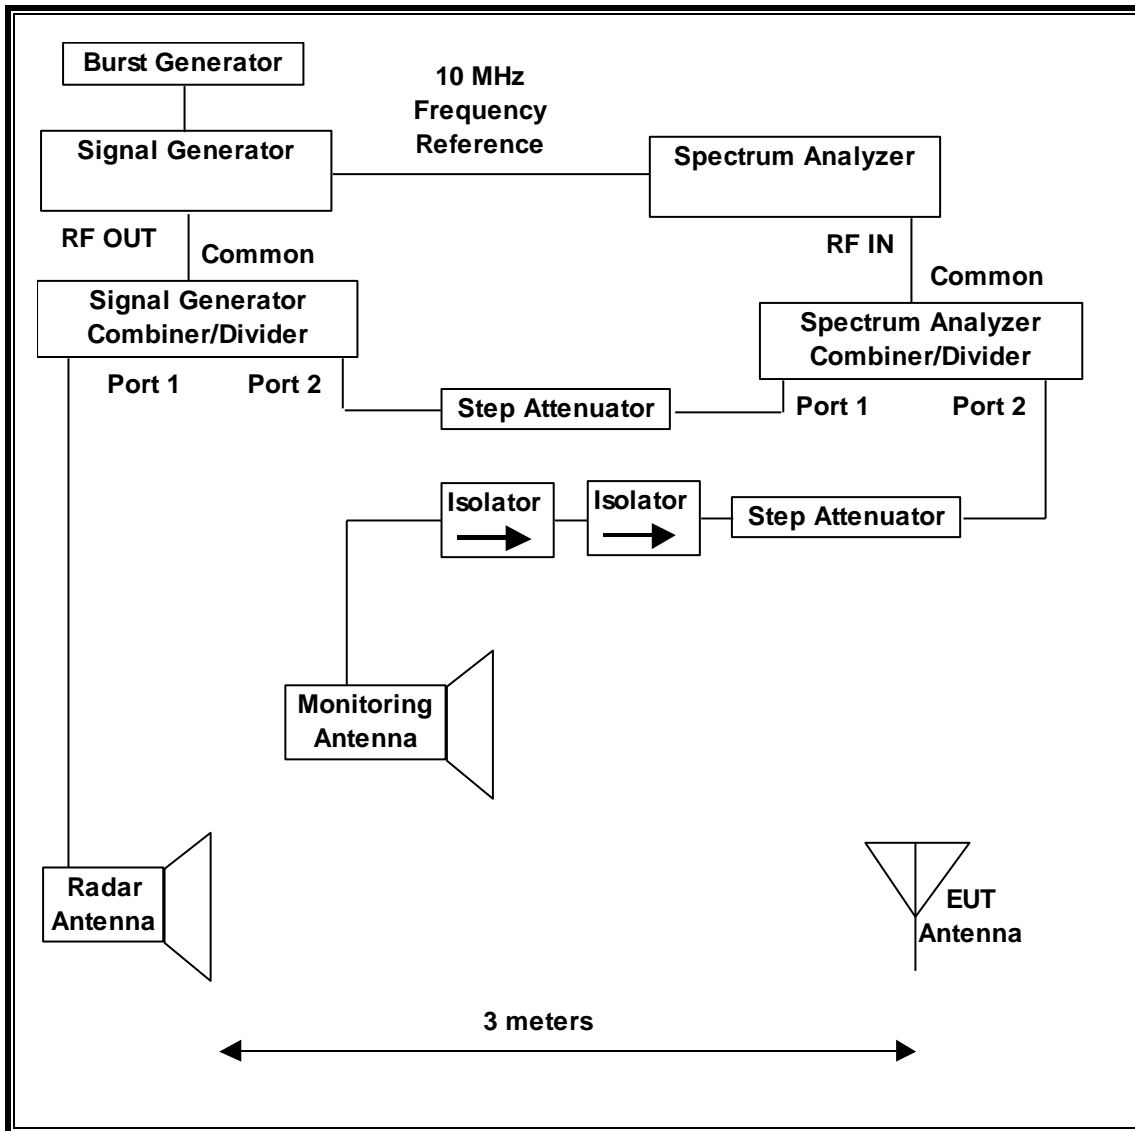 Burst Generator
10 MHz
Frequency
Reference
Signal Generator
Spectrum Analyzer
RF OUT
Common
RF IN
Common
Signal Generator
Combiner/Divider
Spectrum Analyzer
Combiner/Divider
Port 1
Port 2
Step Attenuator
Port 1
Port 2
Isolator
Isolator
Step Attenuator
Monitoring
Antenna
Radar
Antenna
EUT
Antenna
3 meters